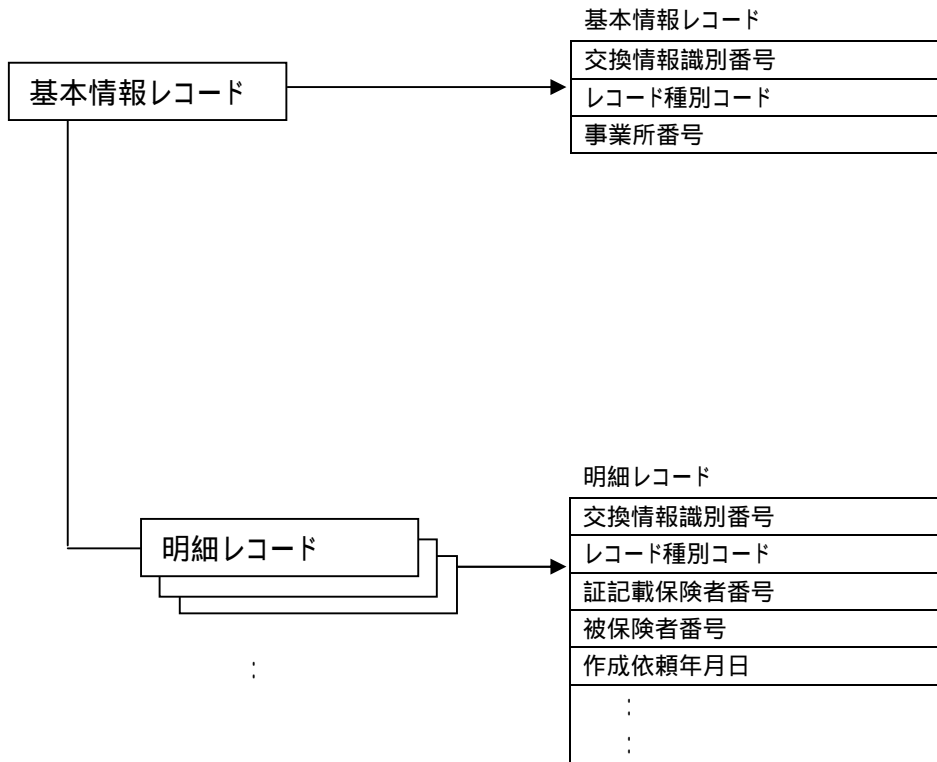 基本情報レコード
基本情報レコード
交換情報識別番号
レコード種別コード
事業所番号
明細レコード
明細レコード
交換情報識別番号
レコード種別コード
証記載保険者番号
被保険者番号
作成依頼年月日
:
:
: